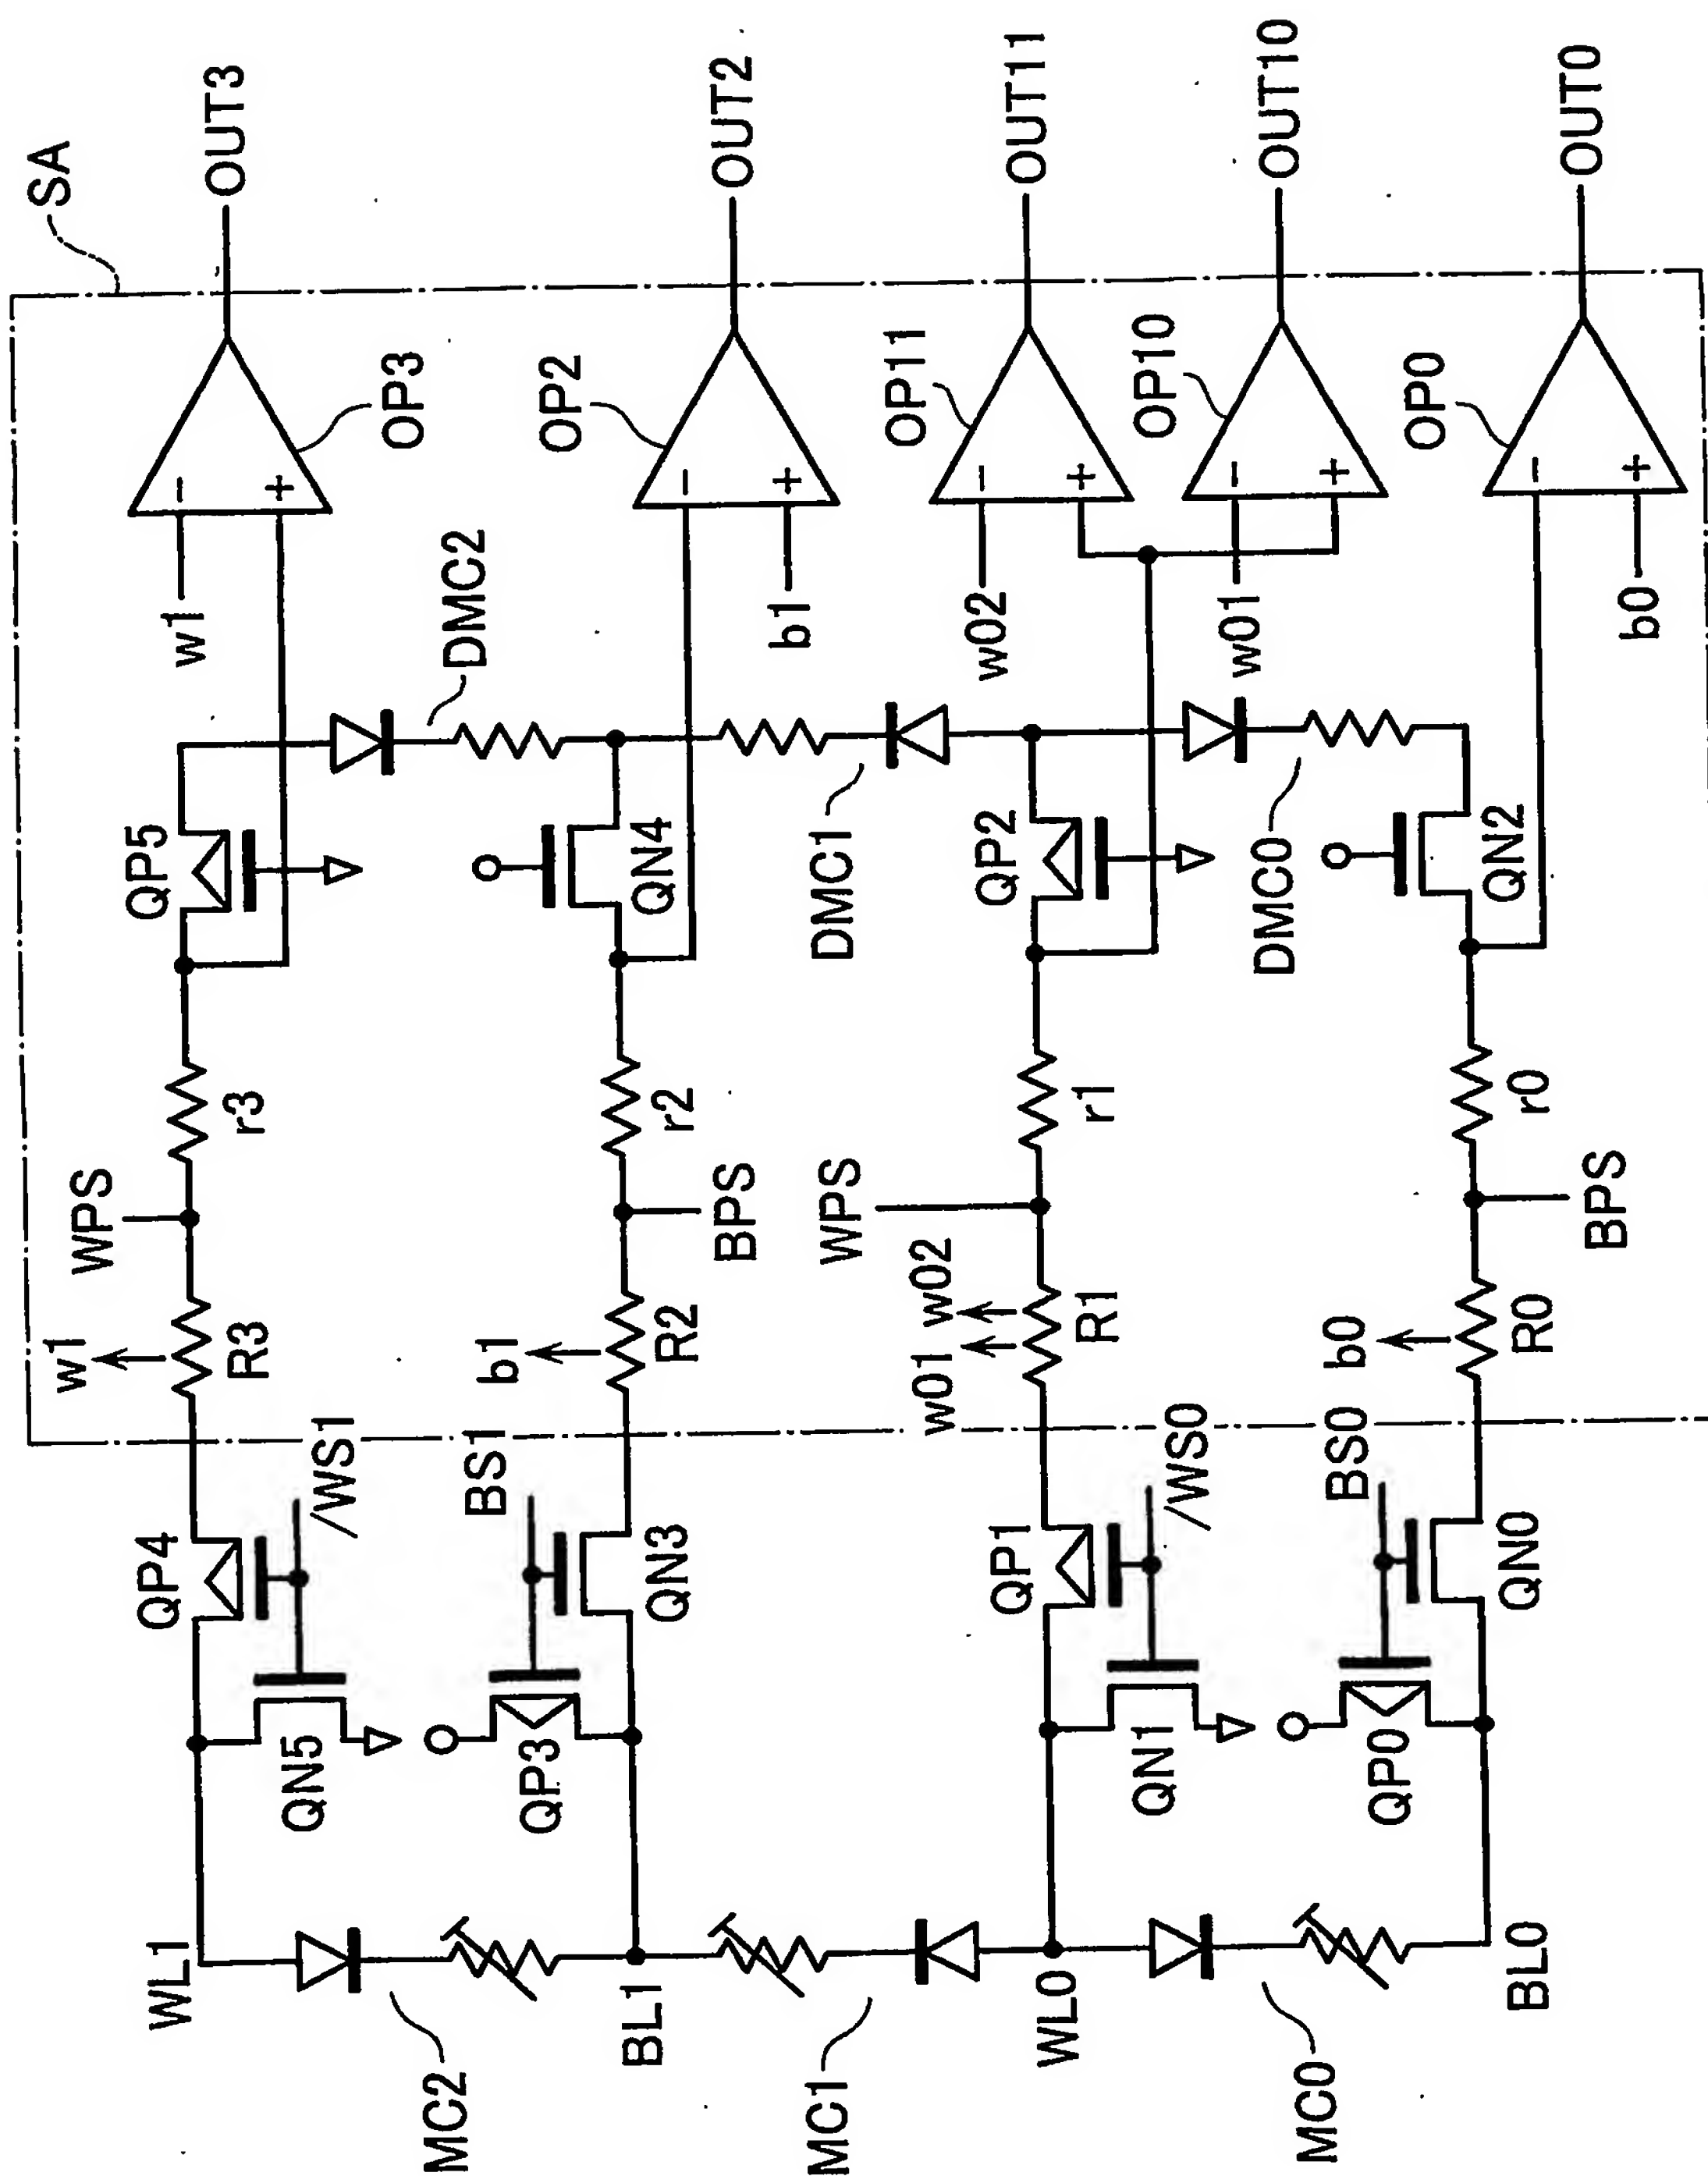 SA
OUT3
OUT2
OUT11
OUT10
OUT0
OP3
OP2
OP11
OP10
OP0
-
+
-
+
-
+
-
+
-
+
w1
b1
w02
w01
b0
DMC2
DMC1
DMC0
QP5
QN4
QP2
QN2
r3
r2
r1
r0
WPS
BPS
WPS
BPS
w1
b1
w01
w02
b0
R3
R2
R1
R0
/WS1
BS1
/WS0
BS0
QP4
QN3
QP1
QN0
QN5
QP3
QN1
QP0
WL1
BL1
WL0
BL0
MC2
MC1
MC0